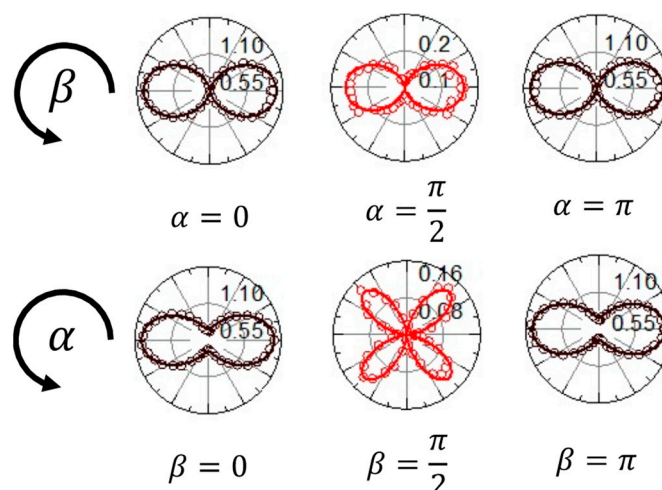 β
1.10
0.55
0.2
0.1
1.10
0.55
α = 0
α = π/2
α = π
α
1.10
0.55
0.16
0.08
1.10
0.55
β = 0
β = π/2
β = π